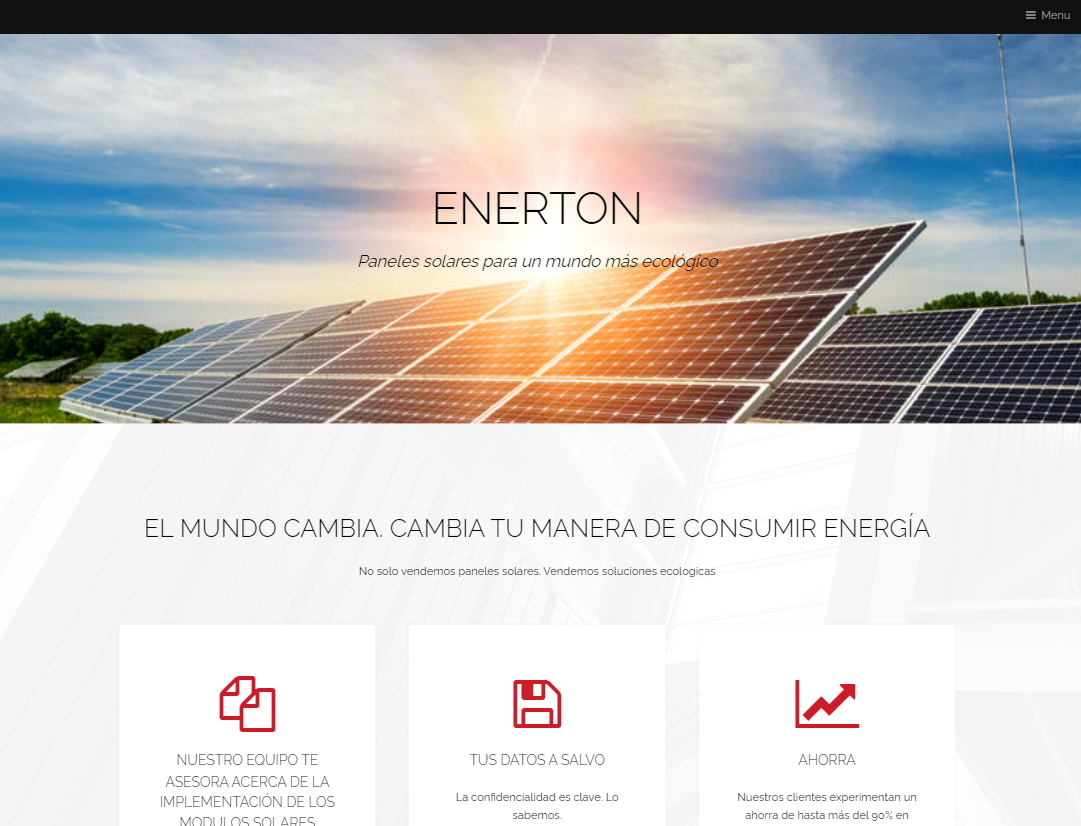 Menu
ENERTON
Paneles solares para un mundo más ecológico
EL MUNDO CAMBIA. CAMBIA TU MANERA DE CONSUMIR ENERGÍA
No solo vendemos paneles solares. Vendemos soluciones ecologicas
NUESTRO EQUIPO TE
ASESORA ACERCA DE LA
IMPLEMENTACIÓN DE LOS
MODULOS SOLARES
TUS DATOS A SALVO
La confidencialidad es clave. Lo
sabemos.
AHORRA
Nuestros clientes experimentan un
ahorra de hasta más del 90% en